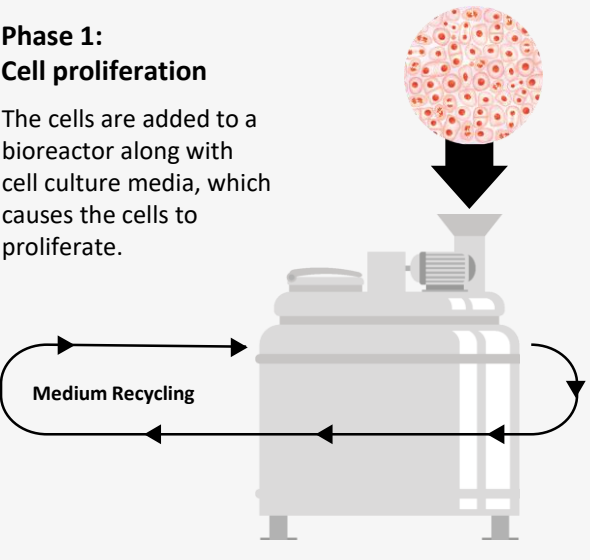 Phase 1:
Cell proliferation
The cells are added to a
bioreactor along with
cell culture media, which
causes the cells to
proliferate.
Medium Recycling